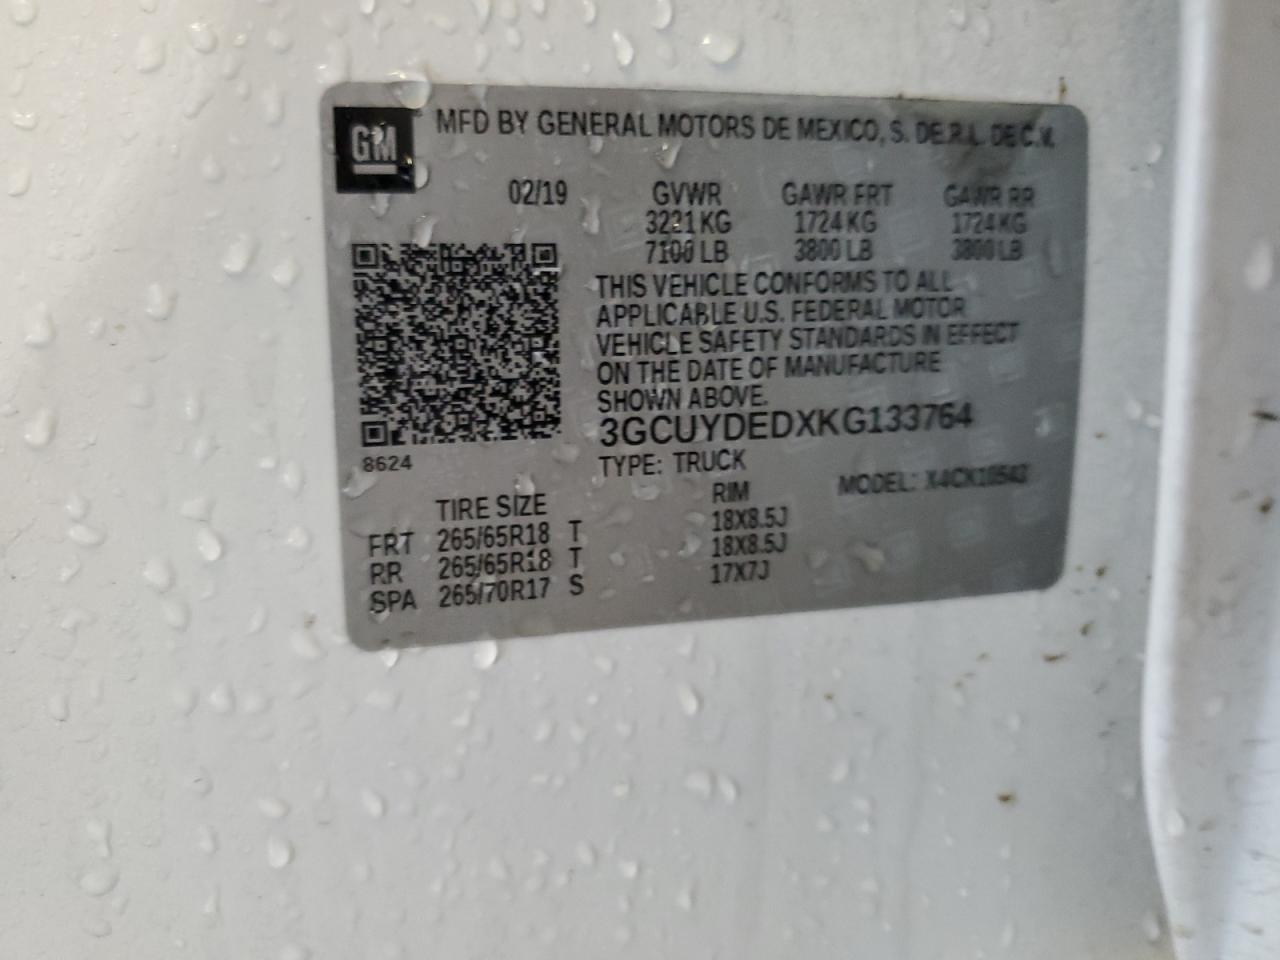 GM MFD BY GENERAL MOTORS DE MEXICO, S. DE.R.L. DE C.V.
02/19 GVWR GAWR FRT GAWR RR
3221 KG 1724 KG 1724 KG
7100 LB 3800 LB 3800 LB
THIS VEHICLE CONFORMS TO ALL
APPLICABLE U.S. FEDERAL MOTOR
VEHICLE SAFETY STANDARDS IN EFFECT
ON THE DATE OF MANUFACTURE
SHOWN ABOVE.
3GCUYDEDXKG133764
8624
TYPE: TRUCK
MODEL:
TIRE SIZE RIM
FRT 265/65R18 T 18X8.5J
RR 265/65R18 T 18X8.5J
SPA 265/70R17 S 17X7J